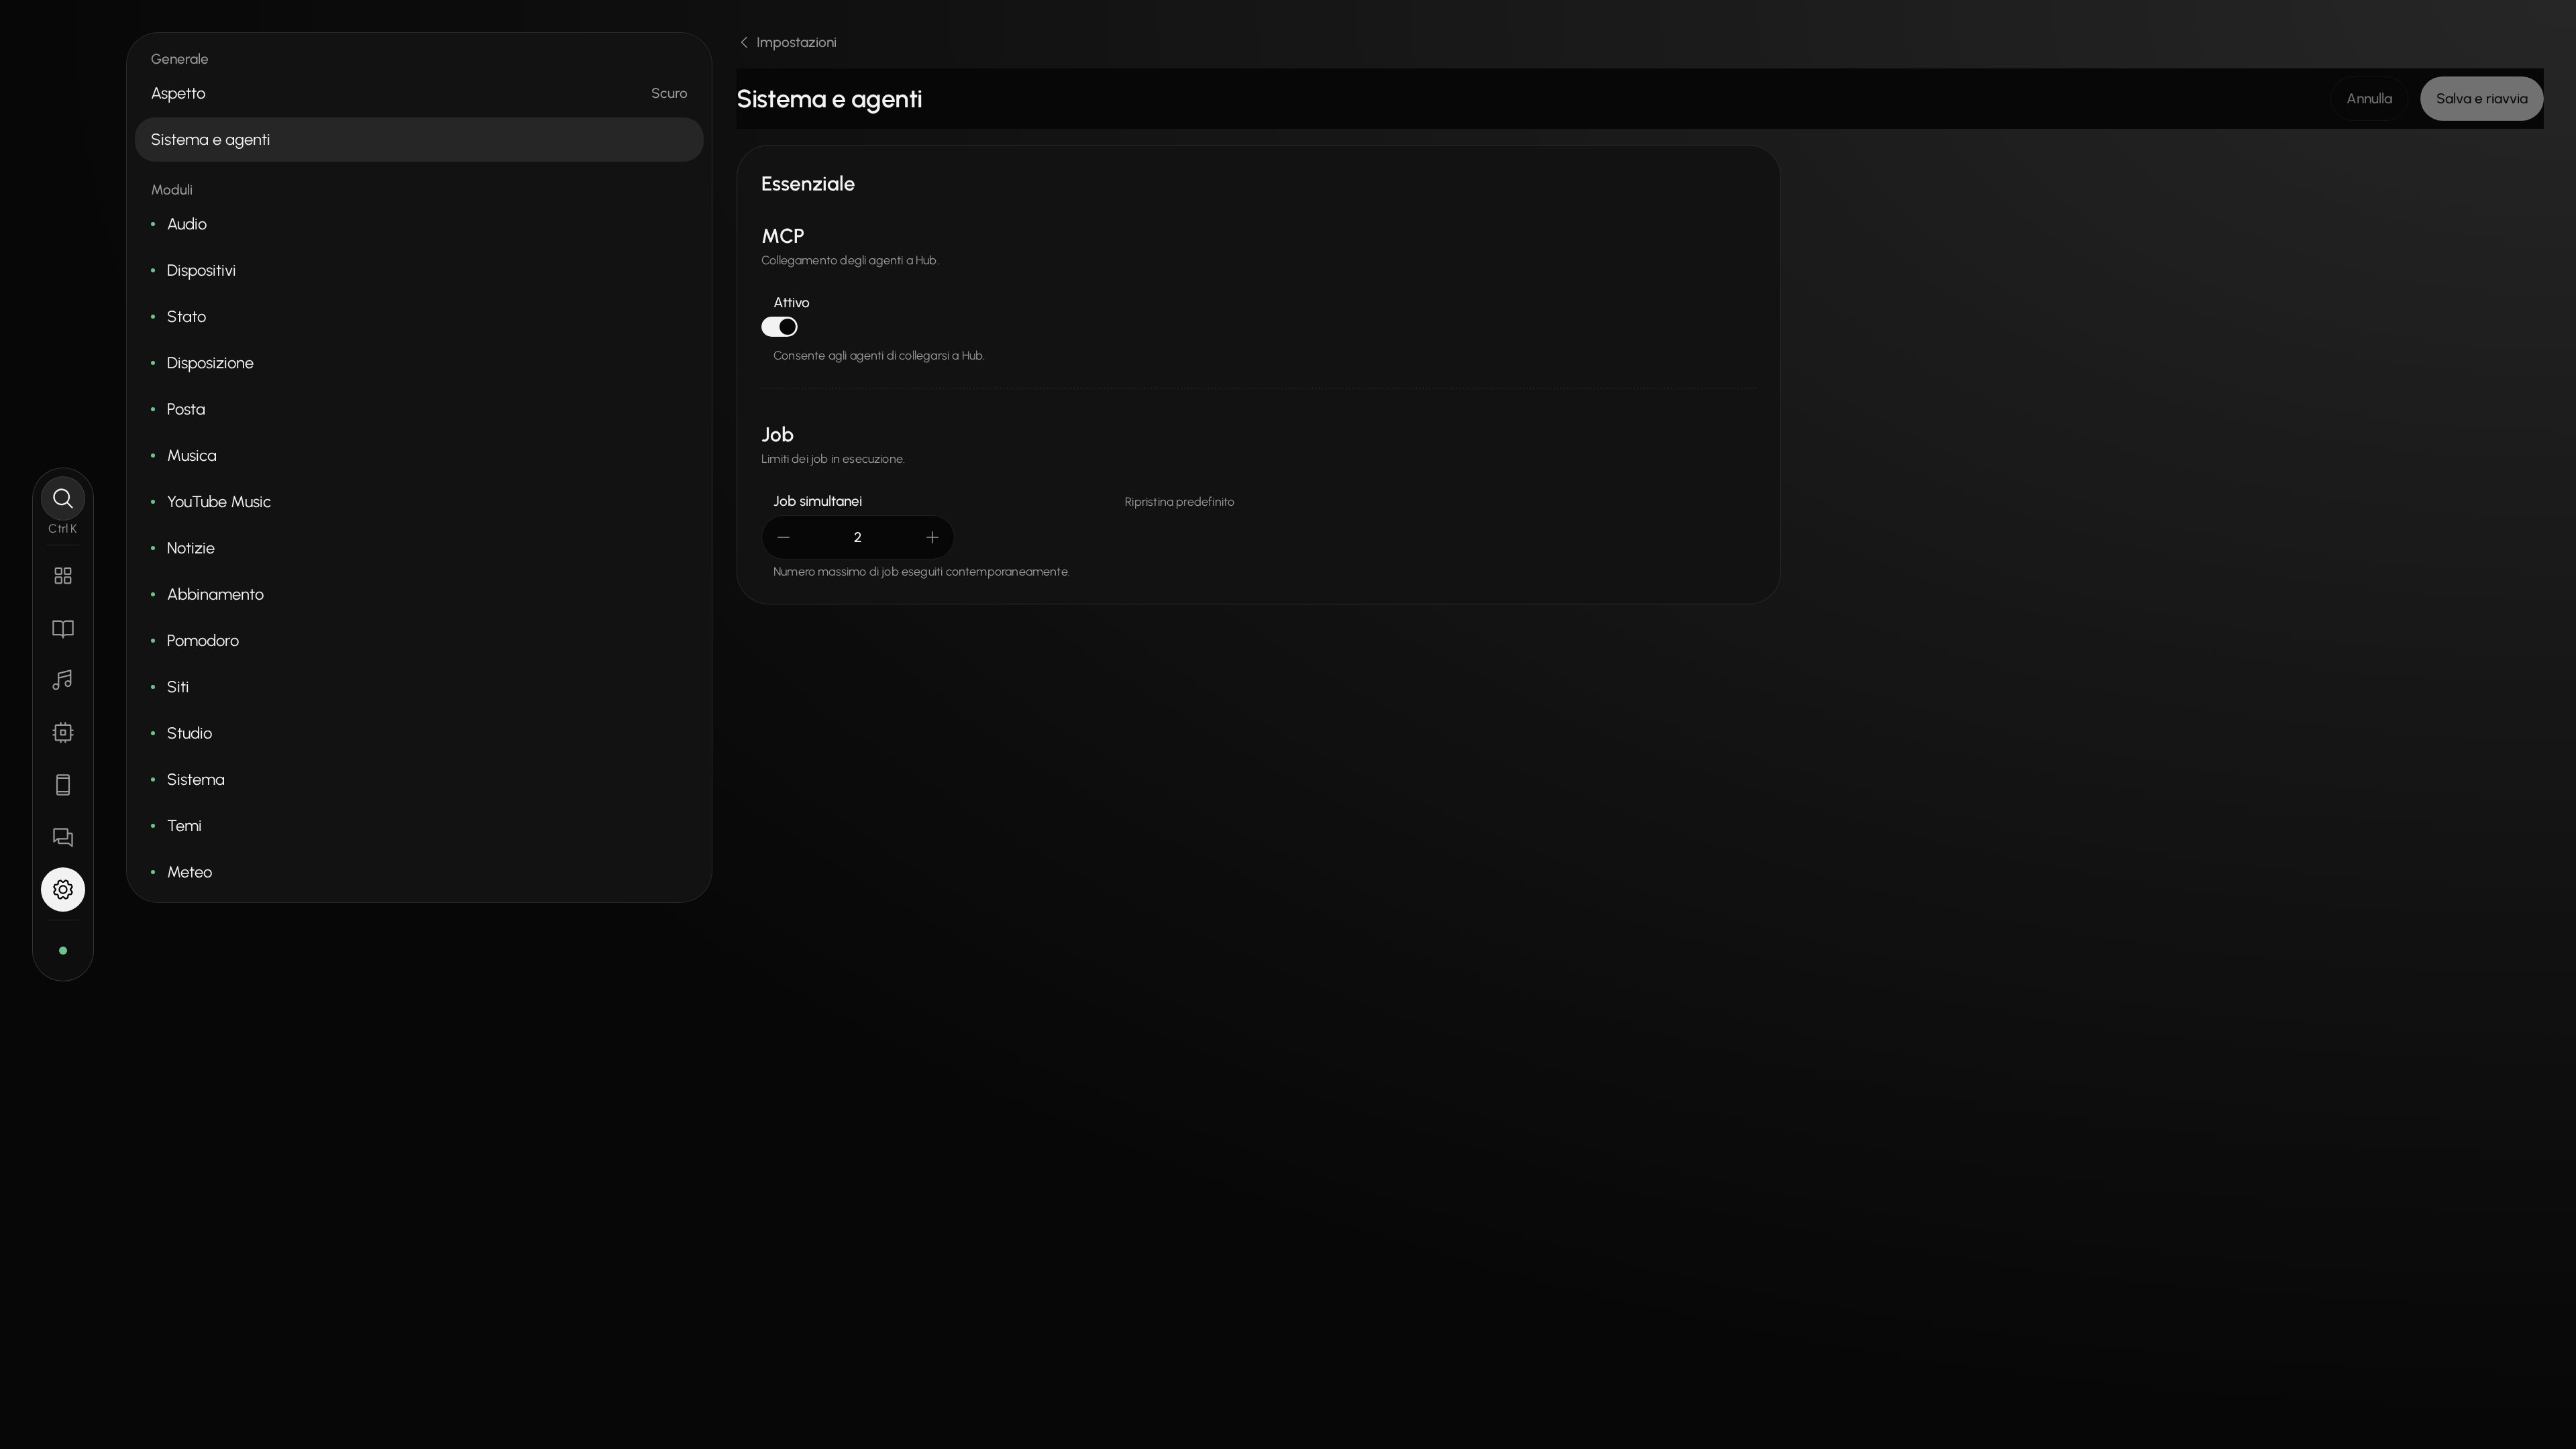 Generale
Aspetto
Scuro
Sistema e agenti
Moduli
Audio
Dispositivi
Stato
Disposizione
Posta
Musica
YouTube Music
Notizie
Abbinamento
Pomodoro
Siti
Studio
Sistema
Temi
Meteo
Ctrl K
Impostazioni
Sistema e agenti
Annulla
Salva e riavvia
Essenziale
MCP
Collegamento degli agenti a Hub.
Attivo
Consente agli agenti di collegarsi a Hub.
Job
Limiti dei job in esecuzione.
Job simultanei
Ripristina predefinito
2
Numero massimo di job eseguiti contemporaneamente.